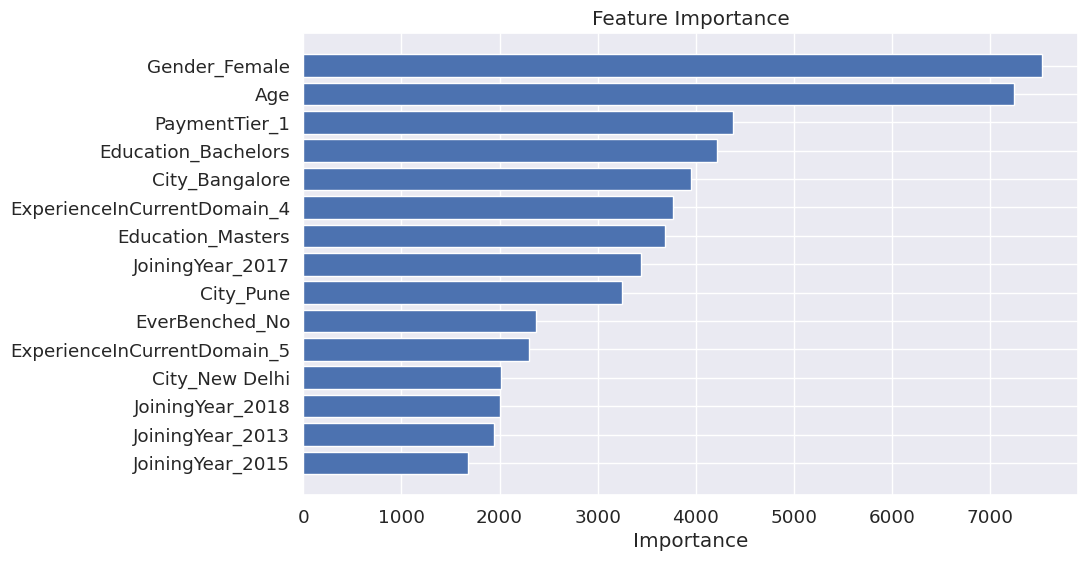 Feature Importance
Gender_Female
Age
PaymentTier_1
Education_Bachelors
City_Bangalore
ExperienceInCurrentDomain_4
Education_Masters
JoiningYear_2017
City_Pune
EverBenched_No
ExperienceInCurrentDomain_5
City_New Delhi
JoiningYear_2018
JoiningYear_2013
JoiningYear_2015
0 1000 2000 3000 4000 5000 6000 7000
Importance